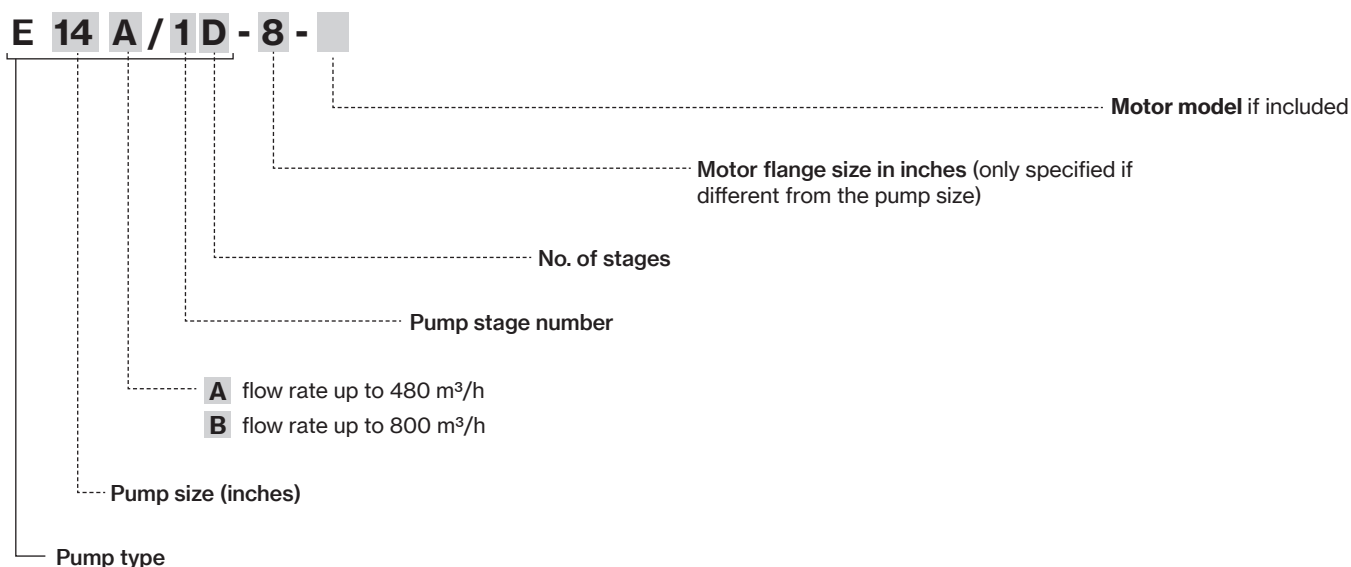 E 14 A / 1 D - 8 -
Motor model if included
Motor flange size in inches (only specified if
different from the pump size)
No. of stages
Pump stage number
A flow rate up to 480 m³/h
B flow rate up to 800 m³/h
Pump size (inches)
Pump type